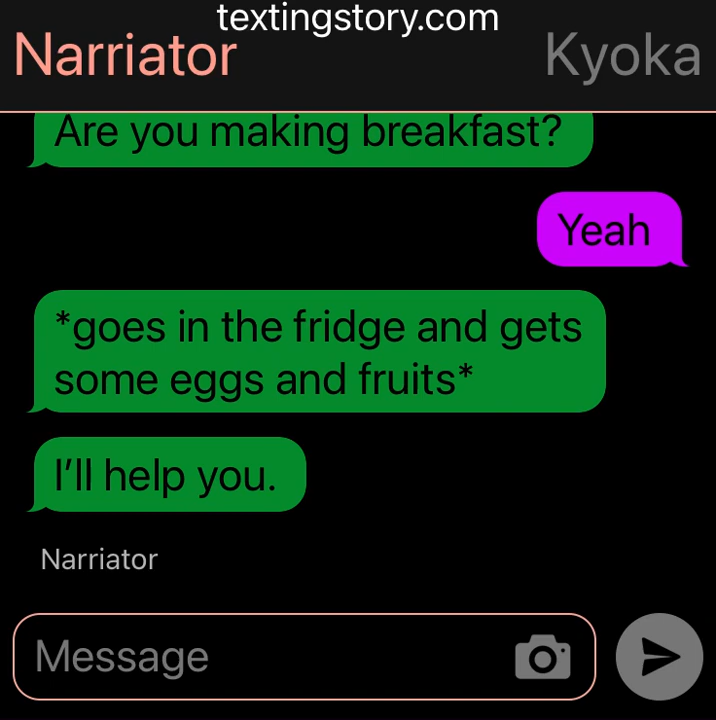 textingstory.com
Narriator
Kyoka
Are you making breakfast?
Yeah
*goes in the fridge and gets
some eggs and fruits*
I’ll help you.
Narriator
Message